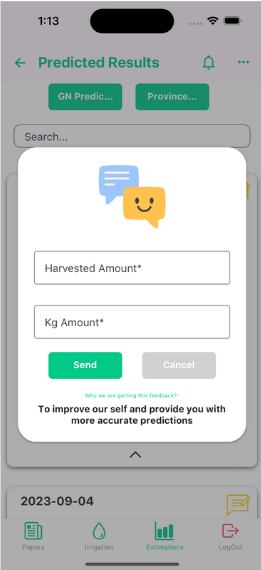 1:13
Predicted Results
GN Predic... Province...
Search...
Harvested Amount*
Kg Amount*
Send Cancel
Why we are getting this feedback?
To improve our self and provide you with
more accurate predictions
2023-09-04
Papers Irrigation Estimations LogOut